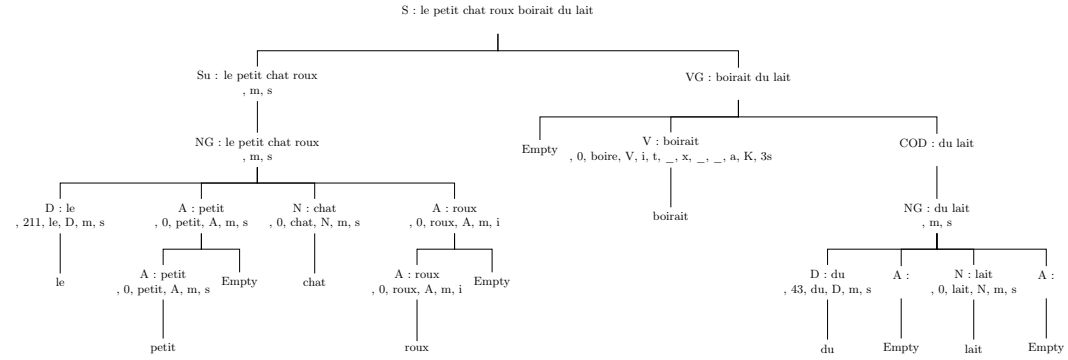 S : le petit chat roux boirait du lait
Su : le petit chat roux
, m, s
VG : boirait du lait
NG : le petit chat roux
, m, s
Empty
V : boirait
, 0, boire, V, i, t, _, x, _, _, a, K, 3s
COD : du lait
D : le
, 211, le, D, m, s
A : petit
, 0, petit, A, m, s
N : chat
, 0, chat, N, m, s
A : roux
, 0, roux, A, m, i
boirait
NG : du lait
, m, s
le
A : petit
, 0, petit, A, m, s
Empty
chat
A : roux
, 0, roux, A, m, i
Empty
D : du
, 43, du, D, m, s
A :
N : lait
, 0, lait, N, m, s
A :
petit
roux
du
Empty
lait
Empty